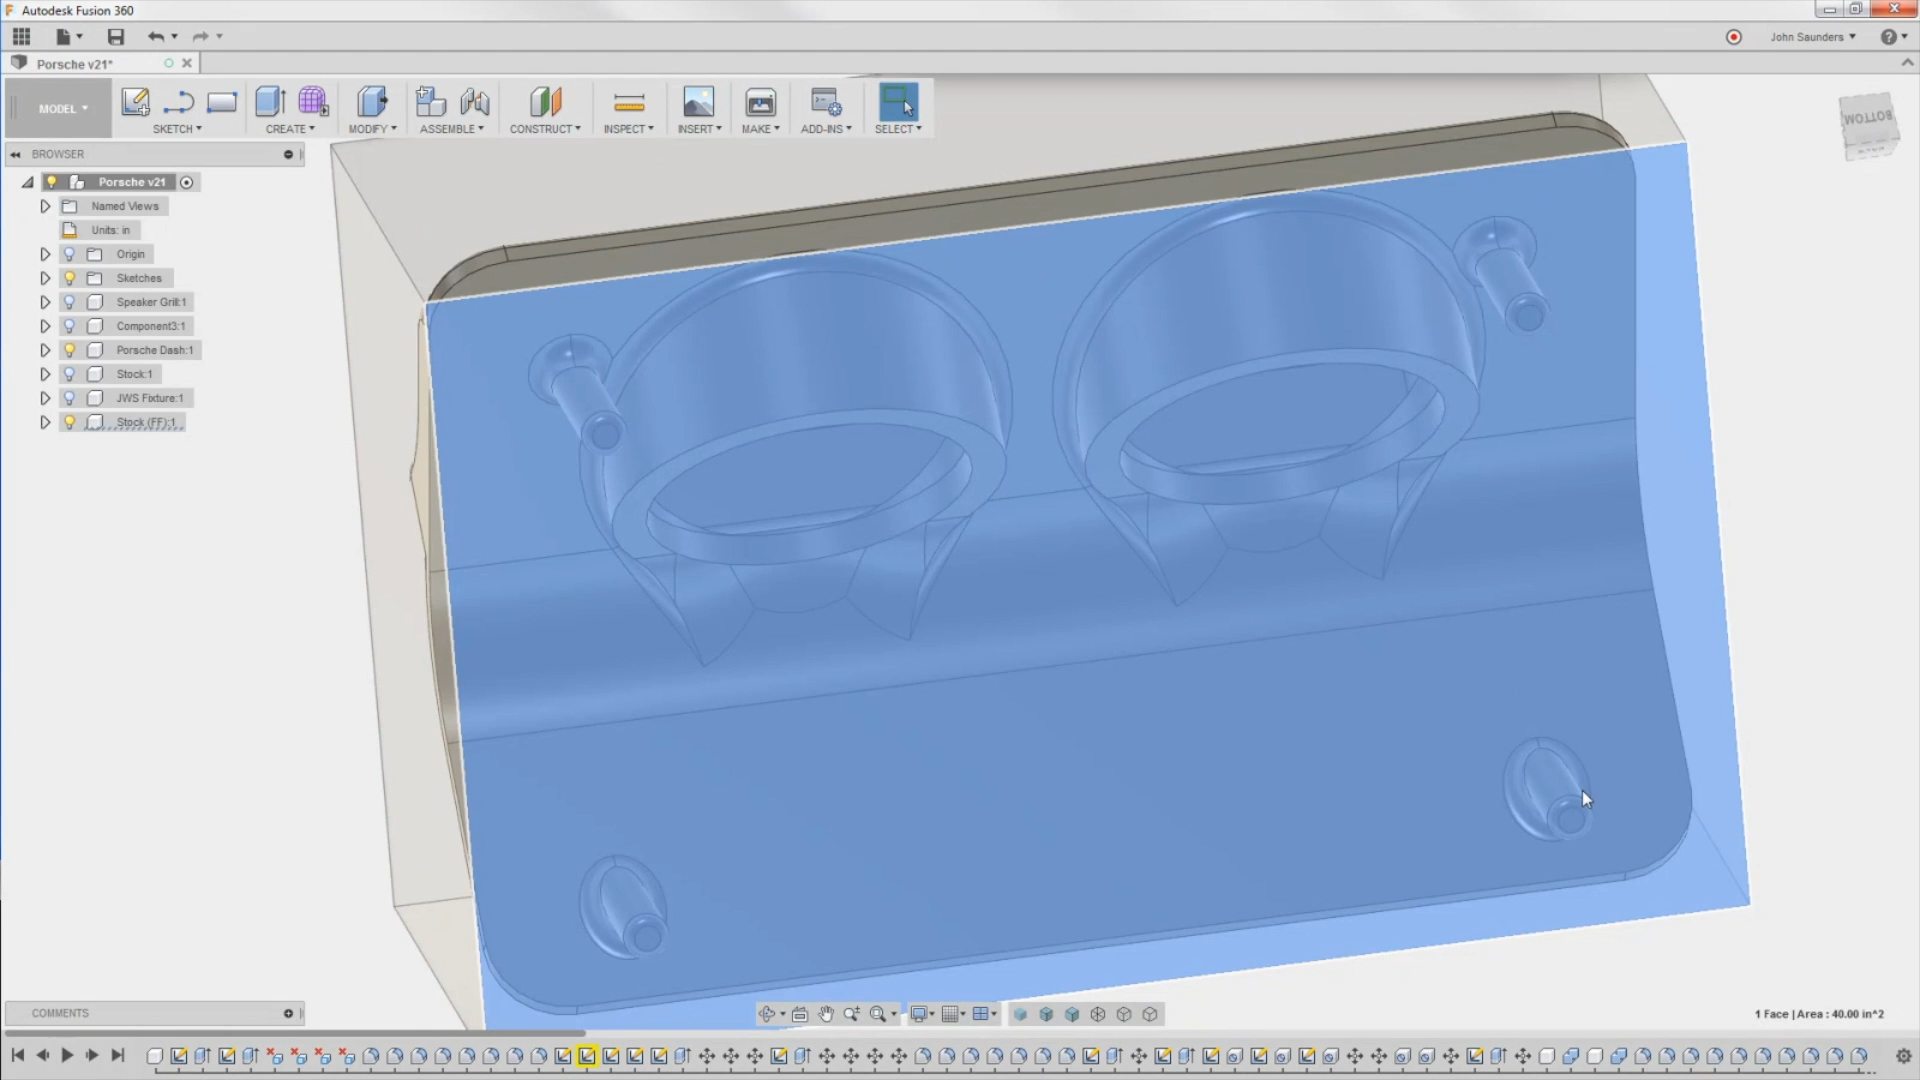 Autodesk Fusion 360
John Saunders
Porsche v21*
MODEL
SKETCH
CREATE
MODIFY
ASSEMBLE
CONSTRUCT
INSPECT
INSERT
MAKE
ADD-INS
SELECT
BOTTOM
BROWSER
Porsche v21
Named Views
Units: in
Origin
Sketches
Speaker Grill:1
Component3:1
Porsche Dash:1
Stock:1
JWS Fixture:1
Stock (FF):1
COMMENTS
1 Face | Area : 40.00 in^2